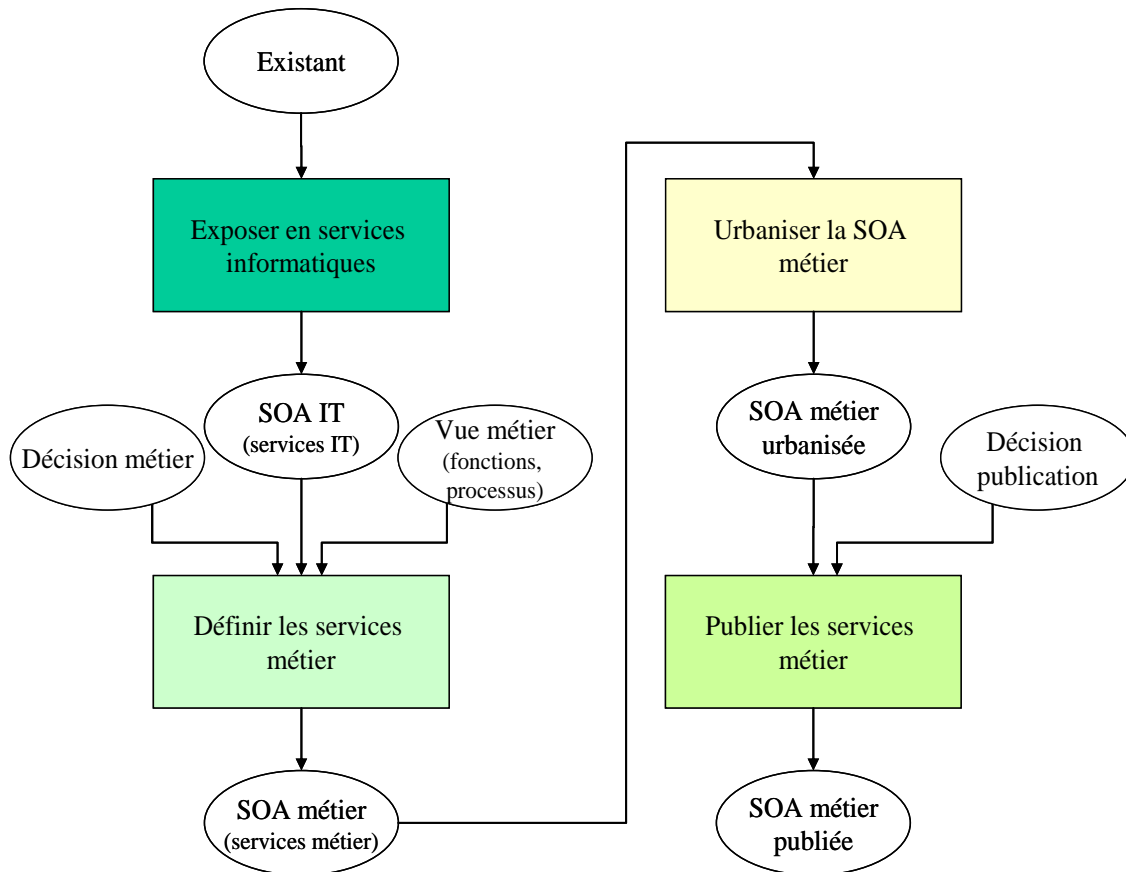 Existant
Exposer en services
informatiques
SOA IT
(services IT)
Décision métier
Vue métier
(fonctions,
processus)
Définir les services
métier
SOA métier
(services métier)
Urbaniser la SOA
métier
SOA métier
urbanisée
Décision
publication
Publier les services
métier
SOA métier
publiée